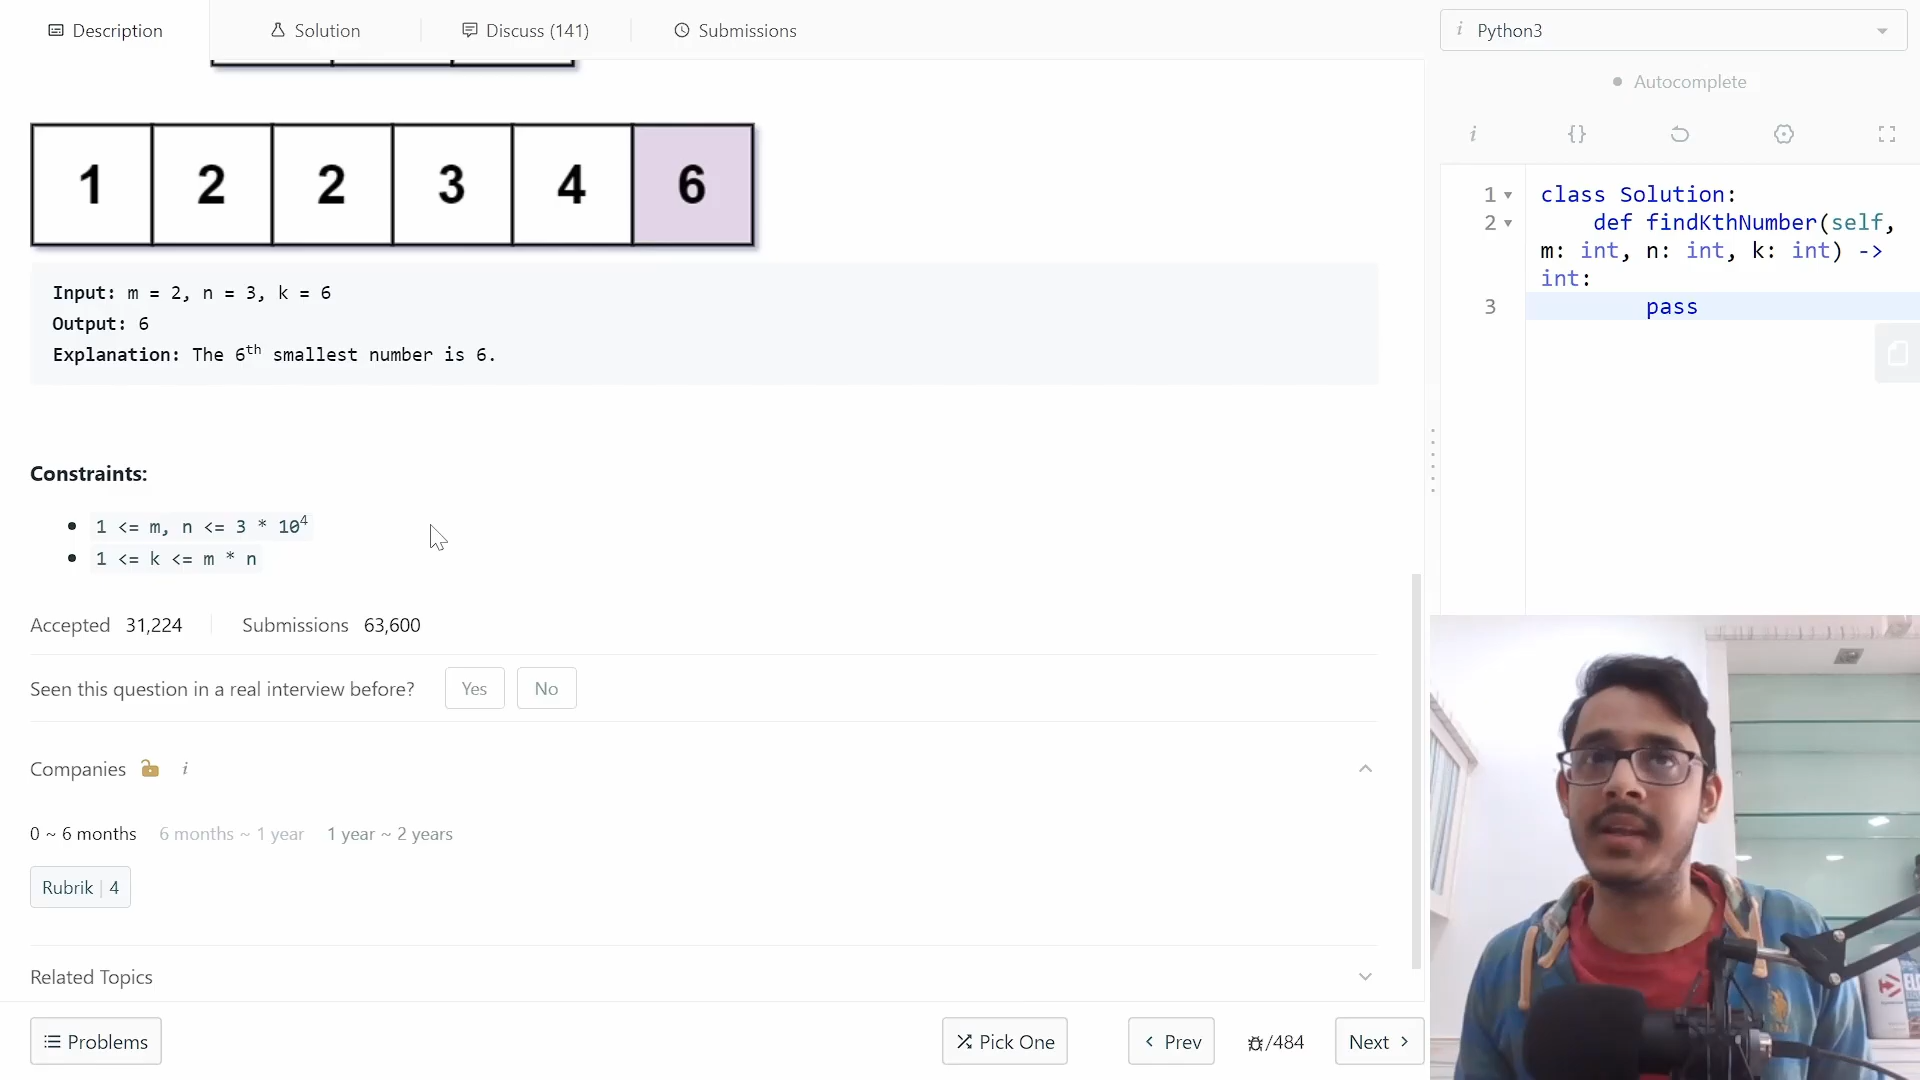 Description
Solution
Discuss (141)
Submissions
1 2 2 3 4 6
Input: m = 2, n = 3, k = 6
Output: 6
Explanation: The 6th smallest number is 6.
Constraints:
1 <= m, n <= 3 * 10^4
1 <= k <= m * n
Accepted 31,224
Submissions 63,600
Seen this question in a real interview before? Yes No
Companies i
0 ~ 6 months 6 months ~ 1 year 1 year ~ 2 years
Rubrik | 4
Related Topics
Problems
Pick One
< Prev
/484
Next >
i Python3
Autocomplete
i {}
1 class Solution:
2 def findKthNumber(self,
m: int, n: int, k: int) ->
int:
3 pass